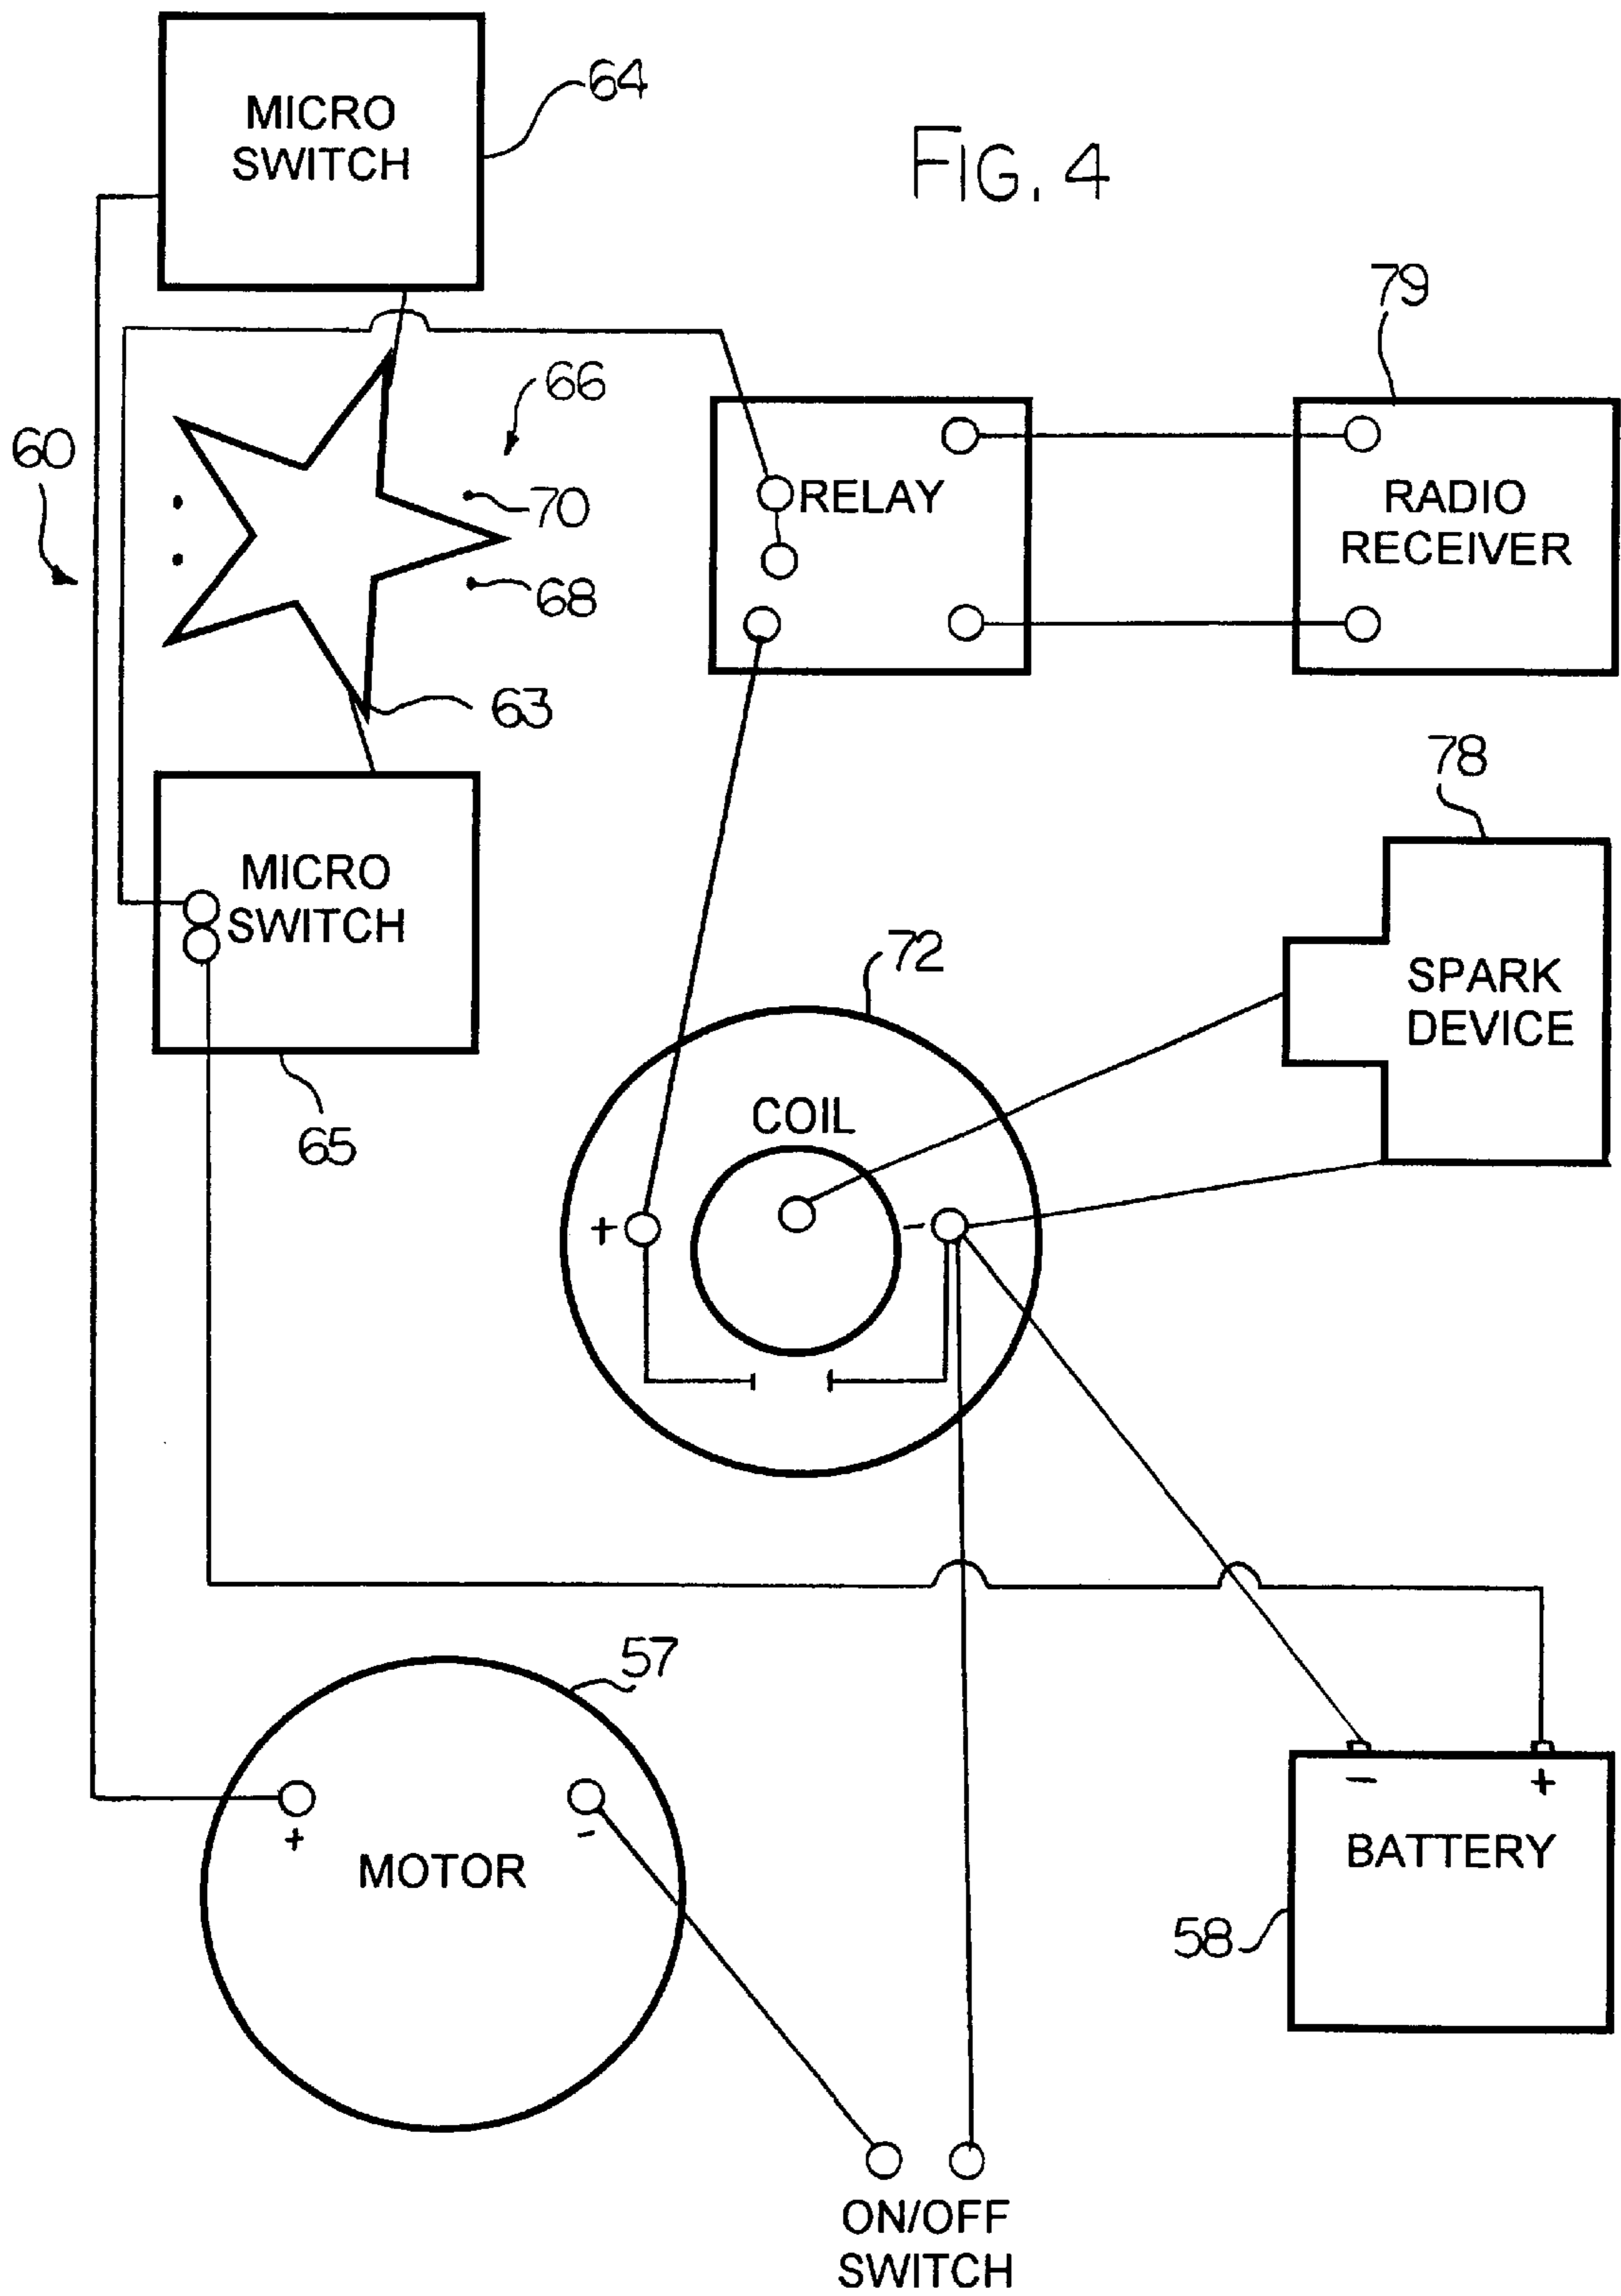 64
MICRO
SWITCH
FIG. 4
79
66
60
70
68
RELAY
RADIO
RECEIVER
63
78
MICRO
SWITCH
72
SPARK
DEVICE
65
COIL
+
-
57
58
+
-
MOTOR
-
+
BATTERY
ON/OFF
SWITCH